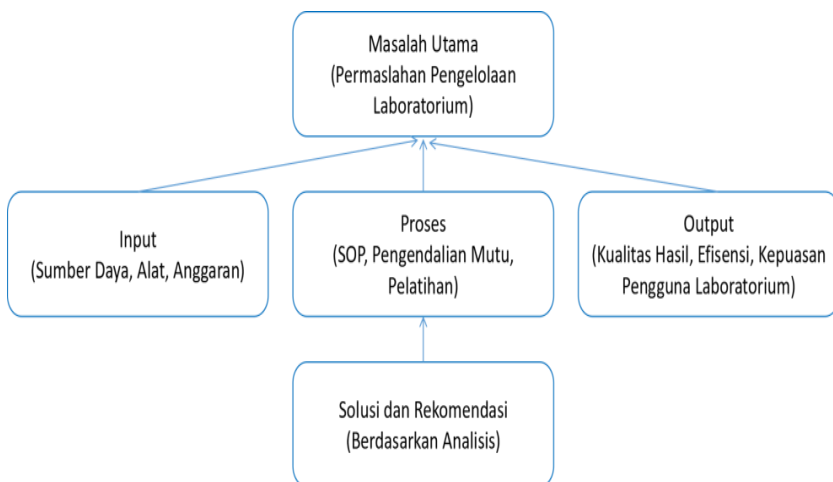 Masalah Utama
(Permaslahan Pengelolaan
Laboratorium)
Input
(Sumber Daya, Alat, Anggaran)
Proses
(SOP, Pengendalian Mutu,
Pelatihan)
Output
(Kualitas Hasil, Efisensi, Kepuasan
Pengguna Laboratorium)
Solusi dan Rekomendasi
(Berdasarkan Analisis)